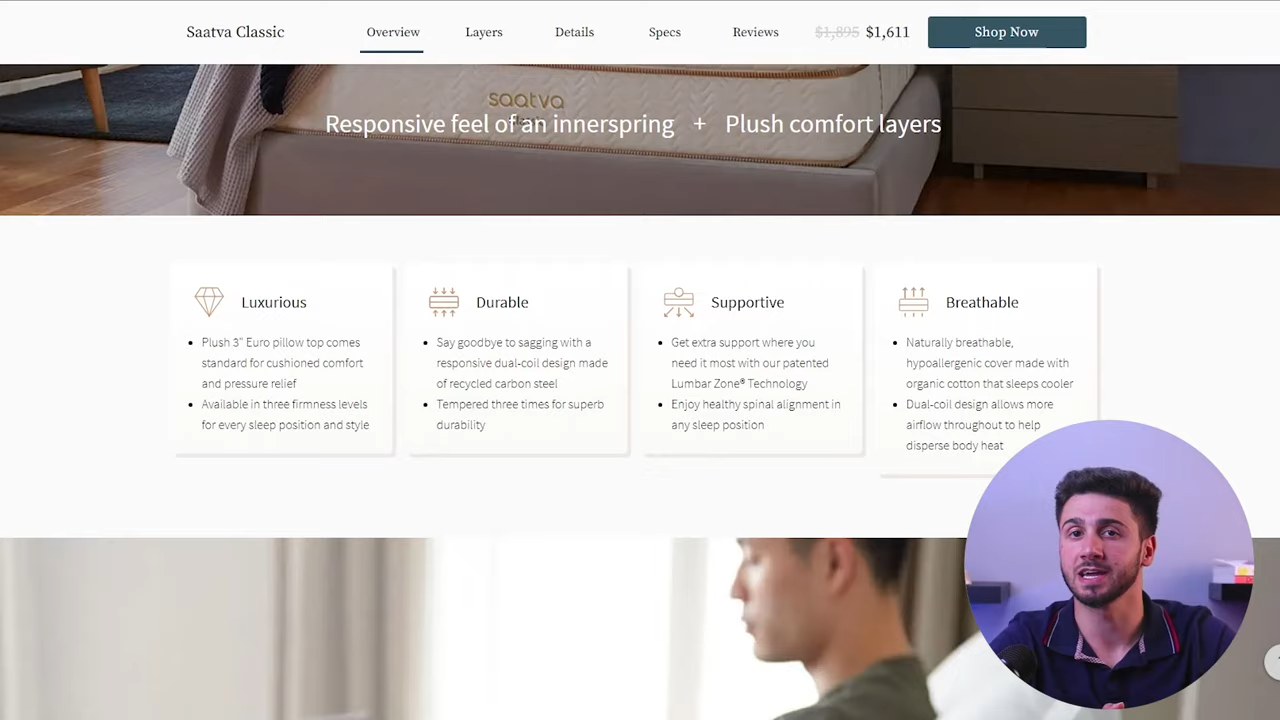 Saatva Classic
Overview
Layers
Details
Specs
Reviews
$1,895 $1,611
Shop Now
saatva
Responsive feel of an innerspring + Plush comfort layers
Luxurious
Plush 3" Euro pillow top comes
standard for cushioned comfort
and pressure relief
Available in three firmness levels
for every sleep position and style
Durable
Say goodbye to sagging with a
responsive dual-coil design made
of recycled carbon steel
Tempered three times for superb
durability
Supportive
Get extra support where you
need it most with our patented
Lumbar Zone® Technology
Enjoy healthy spinal alignment in
any sleep position
Breathable
Naturally breathable,
hypoallergenic cover made with
organic cotton that sleeps cooler
Dual-coil design allows more
airflow throughout to help
disperse body heat